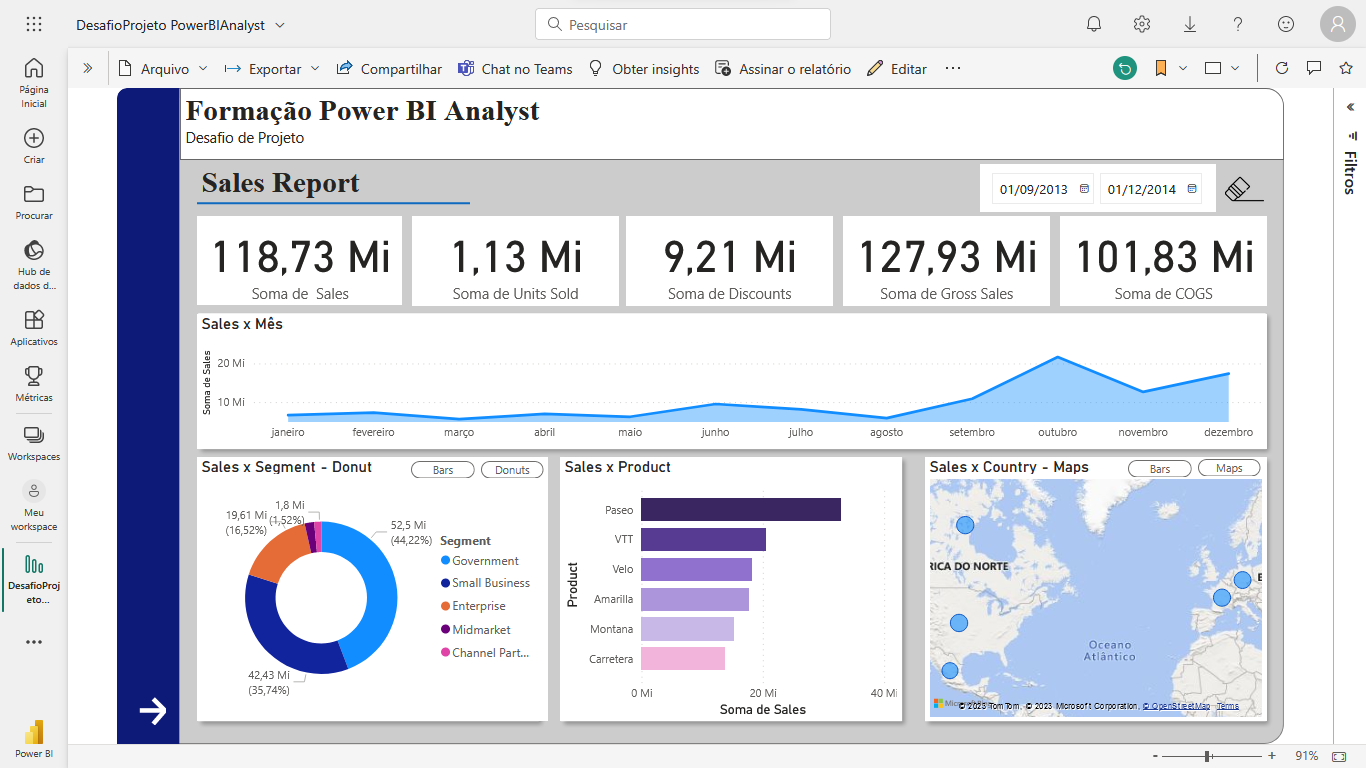 DesafioProjeto PowerBIAnalyst
Pesquisar
Página
Inicial
Criar
Procurar
Hub de
dados d...
Aplicativos
Métricas
Workspaces
Meu
workspace
DesafioProj
eto...
Power BI
Arquivo
Exportar
Compartilhar
Chat no Teams
Obter insights
Assinar o relatório
Editar
Filtros
Formação Power BI Analyst
Desafio de Projeto
Sales Report
01/09/2013
01/12/2014
118,73 Mi
Soma de Sales
1,13 Mi
Soma de Units Sold
9,21 Mi
Soma de Discounts
127,93 Mi
Soma de Gross Sales
101,83 Mi
Soma de COGS
Sales x Mês
Soma de Sales
20 Mi
10 Mi
janeiro fevereiro março abril maio junho julho agosto setembro outubro novembro dezembro
Sales x Segment - Donut
Bars
Donuts
1,8 Mi
(1,52%)
19,61 Mi
(16,52%)
52,5 Mi
(44,22%)
42,43 Mi
(35,74%)
Segment
Government
Small Business
Enterprise
Midmarket
Channel Part...
Sales x Product
Product
Paseo
VTT
Velo
Amarilla
Montana
Carretera
0 Mi 20 Mi 40 Mi
Soma de Sales
Sales x Country - Maps
Bars
Maps
RICA DO NORTE
E
Oceano
Atlântico
© 2023 TomTom, © 2023 Microsoft Corporation, © OpenStreetMap Terms
91%